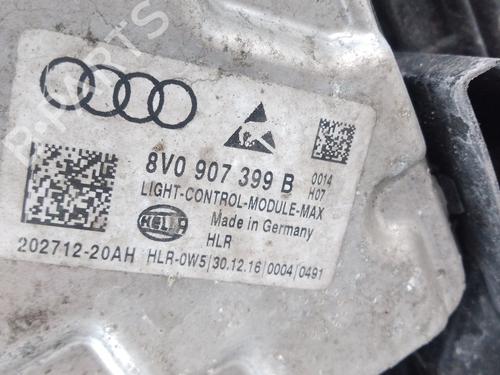 B-PARTS
8V0 907 399 B
0014
H07
LIGHT-CONTROL-MODULE-MAX
HELLA
Made in Germany
HLR
202712-20AH HLR-0W5/30.12.16/0004/0491